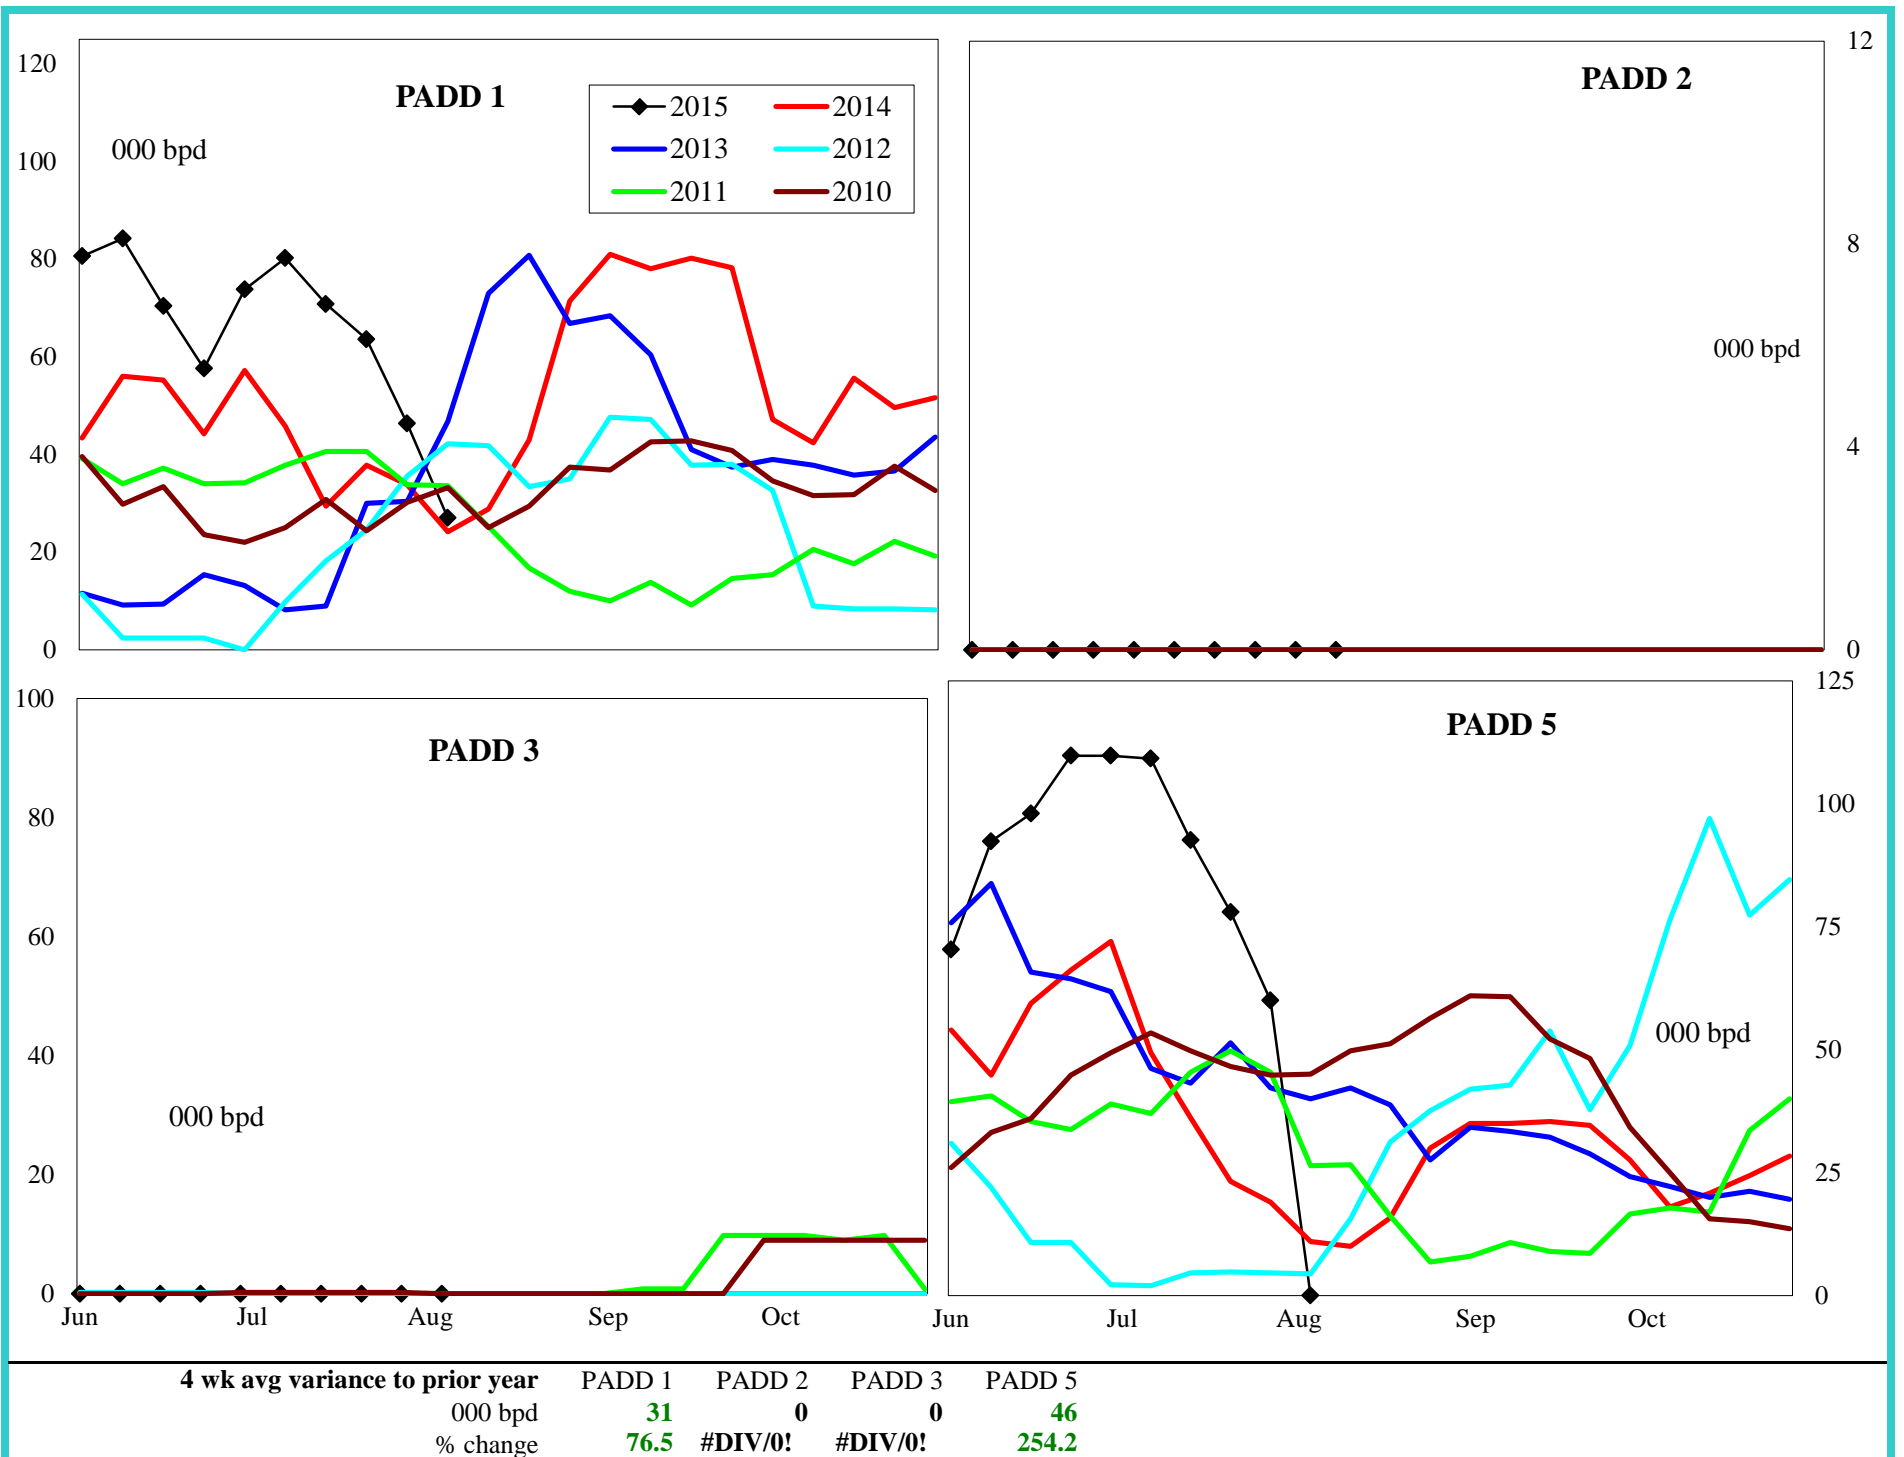 PADD 1
000 bpd
2015 2014
2013 2012
2011 2010
120
100
80
60
40
20
0
PADD 2
000 bpd
12
8
4
0
PADD 3
000 bpd
100
80
60
40
20
0
Jun Jul Aug Sep Oct
PADD 5
000 bpd
125
100
75
50
25
0
Jun Jul Aug Sep Oct
4 wk avg variance to prior year PADD 1 PADD 2 PADD 3 PADD 5
000 bpd 31 0 0 46
% change 76.5 #DIV/0! #DIV/0! 254.2